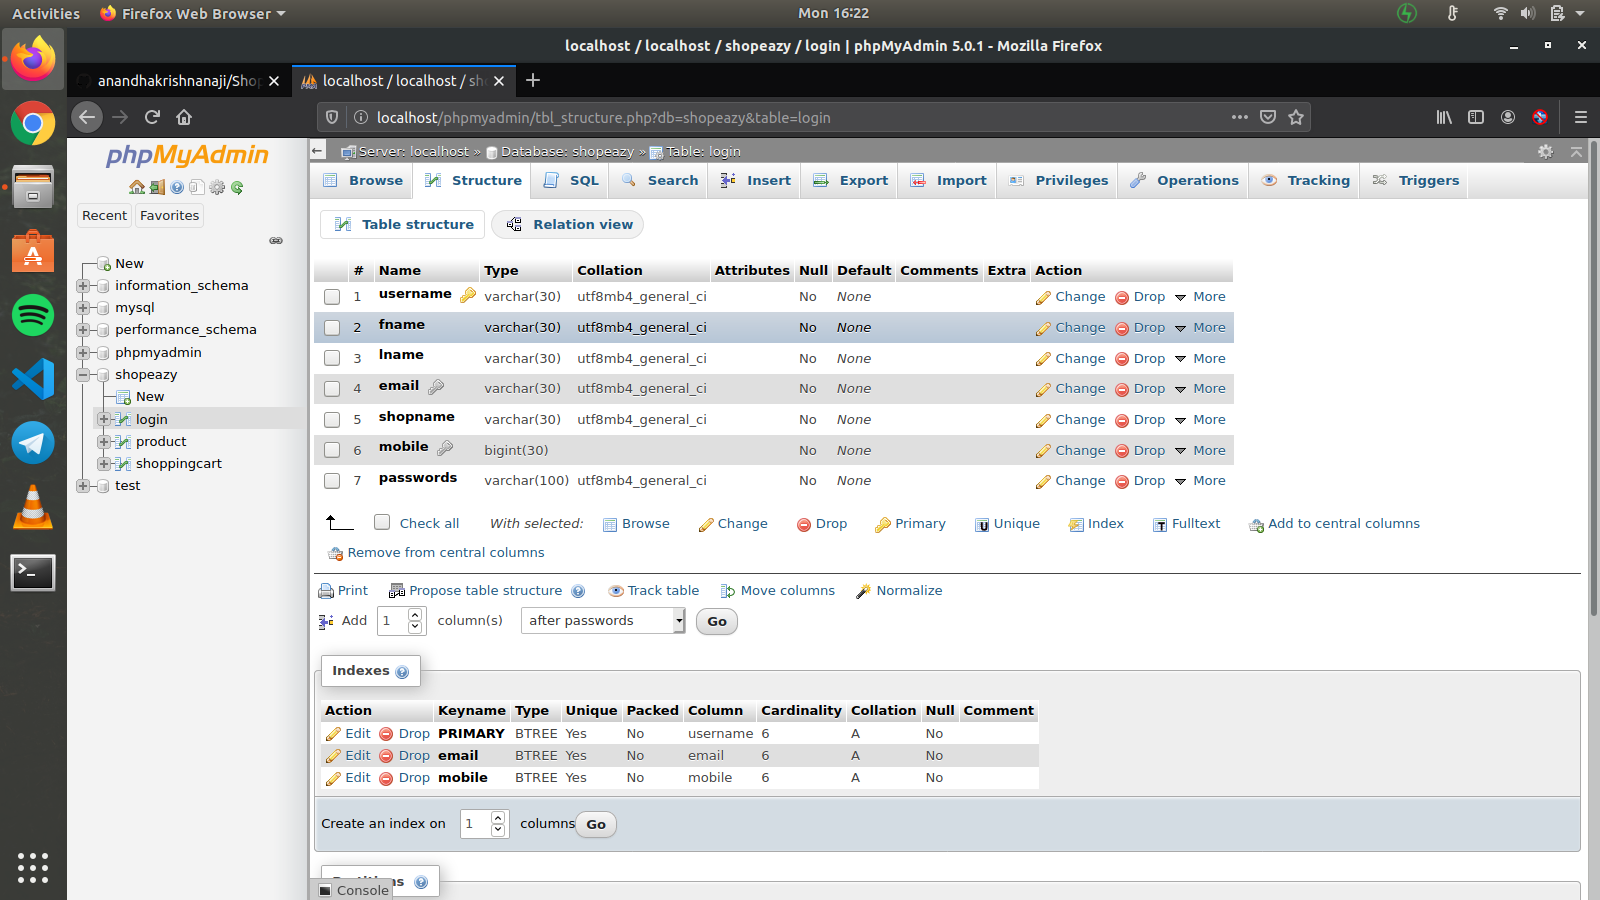 Activities Firefox Web Browser Mon 16:22
localhost / localhost / shopeazy / login | phpMyAdmin 5.0.1 - Mozilla Firefox
anandhakrishnanaji/Shop localhost / localhost / sh
localhost/phpmyadmin/tbl_structure.php?db=shopeazy&table=login
phpMyAdmin
Recent Favorites
New
information_schema
mysql
performance_schema
phpmyadmin
shopeazy
New
login
product
shoppingcart
test
Server: localhost » Database: shopeazy » Table: login
Browse Structure SQL Search Insert Export Import Privileges Operations Tracking Triggers
Table structure Relation view
# Name Type Collation Attributes Null Default Comments Extra Action
1 username varchar(30) utf8mb4_general_ci No None Change Drop More
2 fname varchar(30) utf8mb4_general_ci No None Change Drop More
3 lname varchar(30) utf8mb4_general_ci No None Change Drop More
4 email varchar(30) utf8mb4_general_ci No None Change Drop More
5 shopname varchar(30) utf8mb4_general_ci No None Change Drop More
6 mobile bigint(30) No None Change Drop More
7 passwords varchar(100) utf8mb4_general_ci No None Change Drop More
Check all With selected: Browse Change Drop Primary Unique Index Fulltext Add to central columns
Remove from central columns
Print Propose table structure Track table Move columns Normalize
Add 1 column(s) after passwords Go
Indexes
Action Keyname Type Unique Packed Column Cardinality Collation Null Comment
Edit Drop PRIMARY BTREE Yes No username 6 A No
Edit Drop email BTREE Yes No email 6 A No
Edit Drop mobile BTREE Yes No mobile 6 A No
Create an index on 1 columns Go
Console